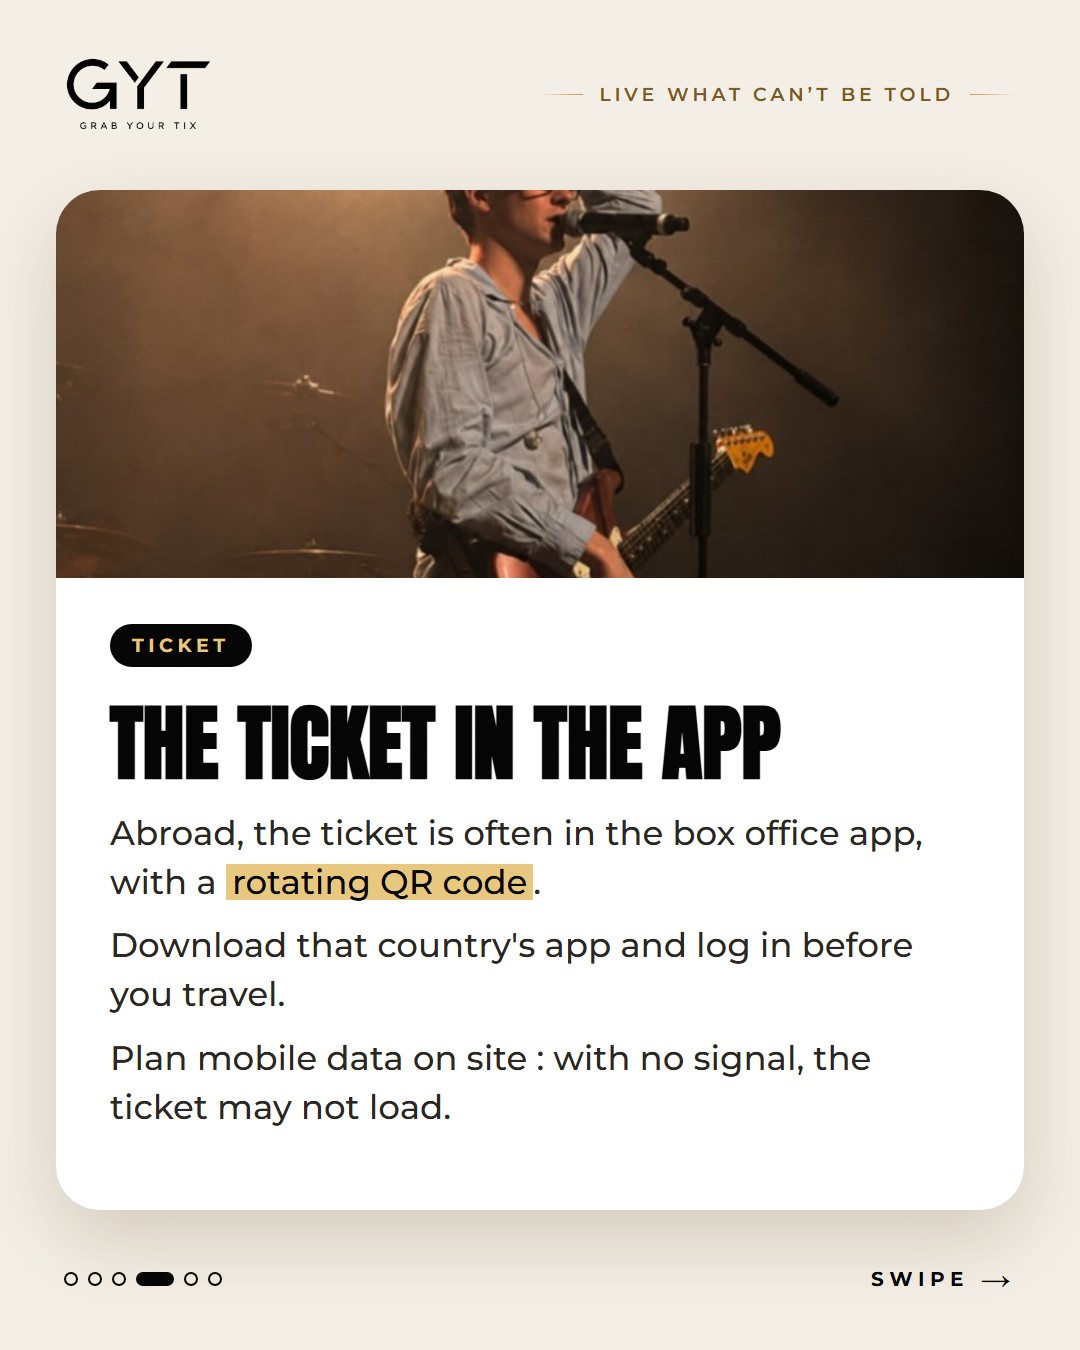 GYT
GRAB YOUR TIX
LIVE WHAT CAN’T BE TOLD
TICKET
THE TICKET IN THE APP
Abroad, the ticket is often in the box office app,
with a rotating QR code.
Download that country's app and log in before
you travel.
Plan mobile data on site : with no signal, the
ticket may not load.
SWIPE →